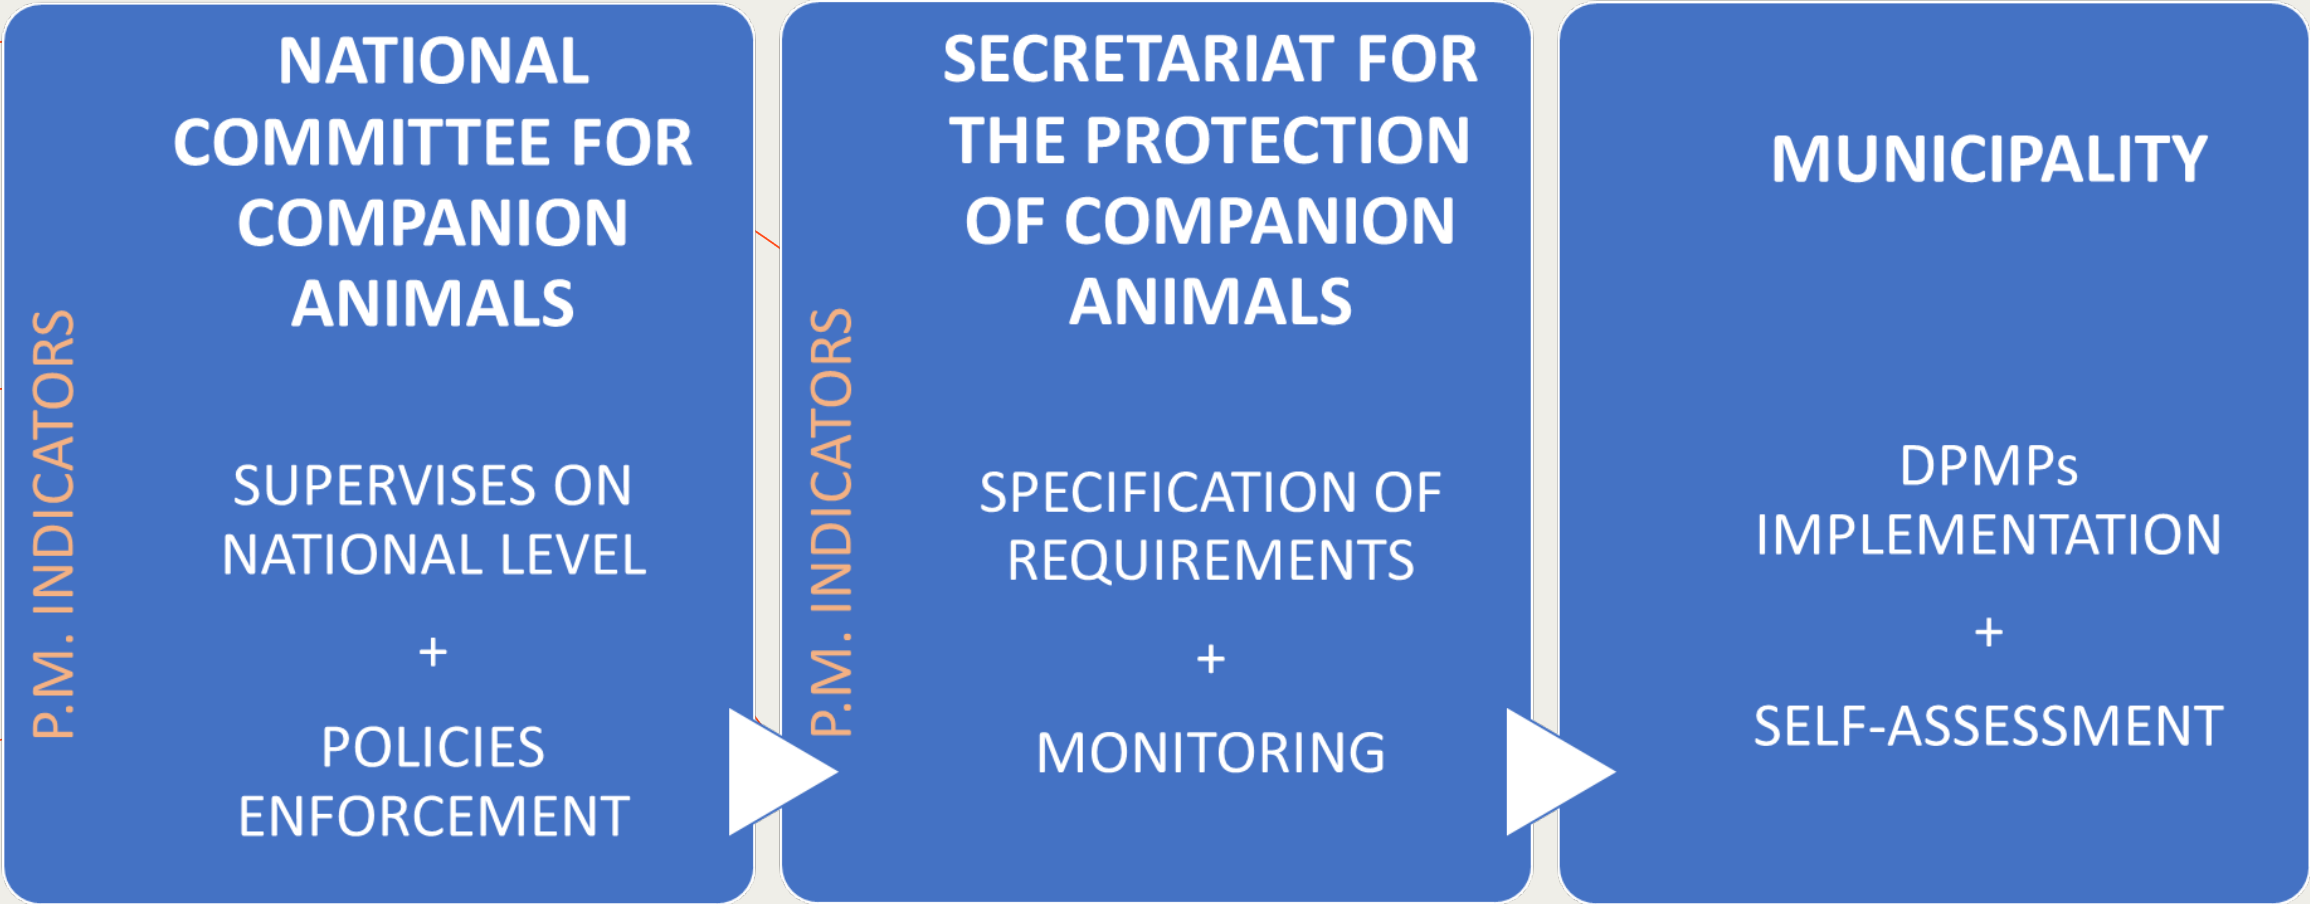 NATIONAL
COMMITTEE FOR
COMPANION
ANIMALS
P.M. INDICATORS
SUPERVISES ON
NATIONAL LEVEL
+
POLICIES
ENFORCEMENT
SECRETARIAT FOR
THE PROTECTION
OF COMPANION
ANIMALS
P.M. INDICATORS
SPECIFICATION OF
REQUIREMENTS
+
MONITORING
MUNICIPALITY
DPMPs
IMPLEMENTATION
+
SELF-ASSESSMENT